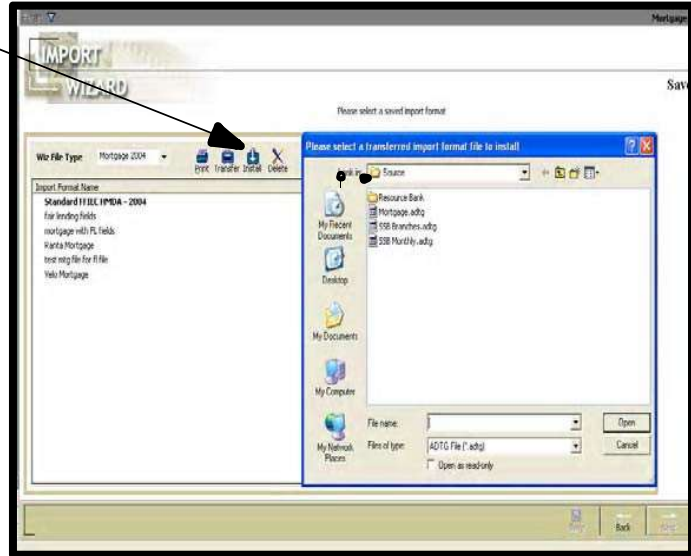 Mortgage
IMPORT
WIZARD
Save
Please select a saved import format
Wiz File Type Mortgage 2004
Print Transfer Install Delete
Import Format Name
Standard FFIEC HMDA - 2004
fair lending fields
mortgage with FL fields
Ranta Mortgage
test mtg file for fl file
Yelo Mortgage
Please select a transferred import format file to install
Look in: Source
Resource Bank
Mortgage.adtg
SSB Branches.adtg
SSB Monthly.adtg
My Recent
Documents
Desktop
My Documents
My Computer
My Network
Places
File name:
Open
Files of type: ADTG File (*.adtg)
Cancel
Open as read-only
Back
Next